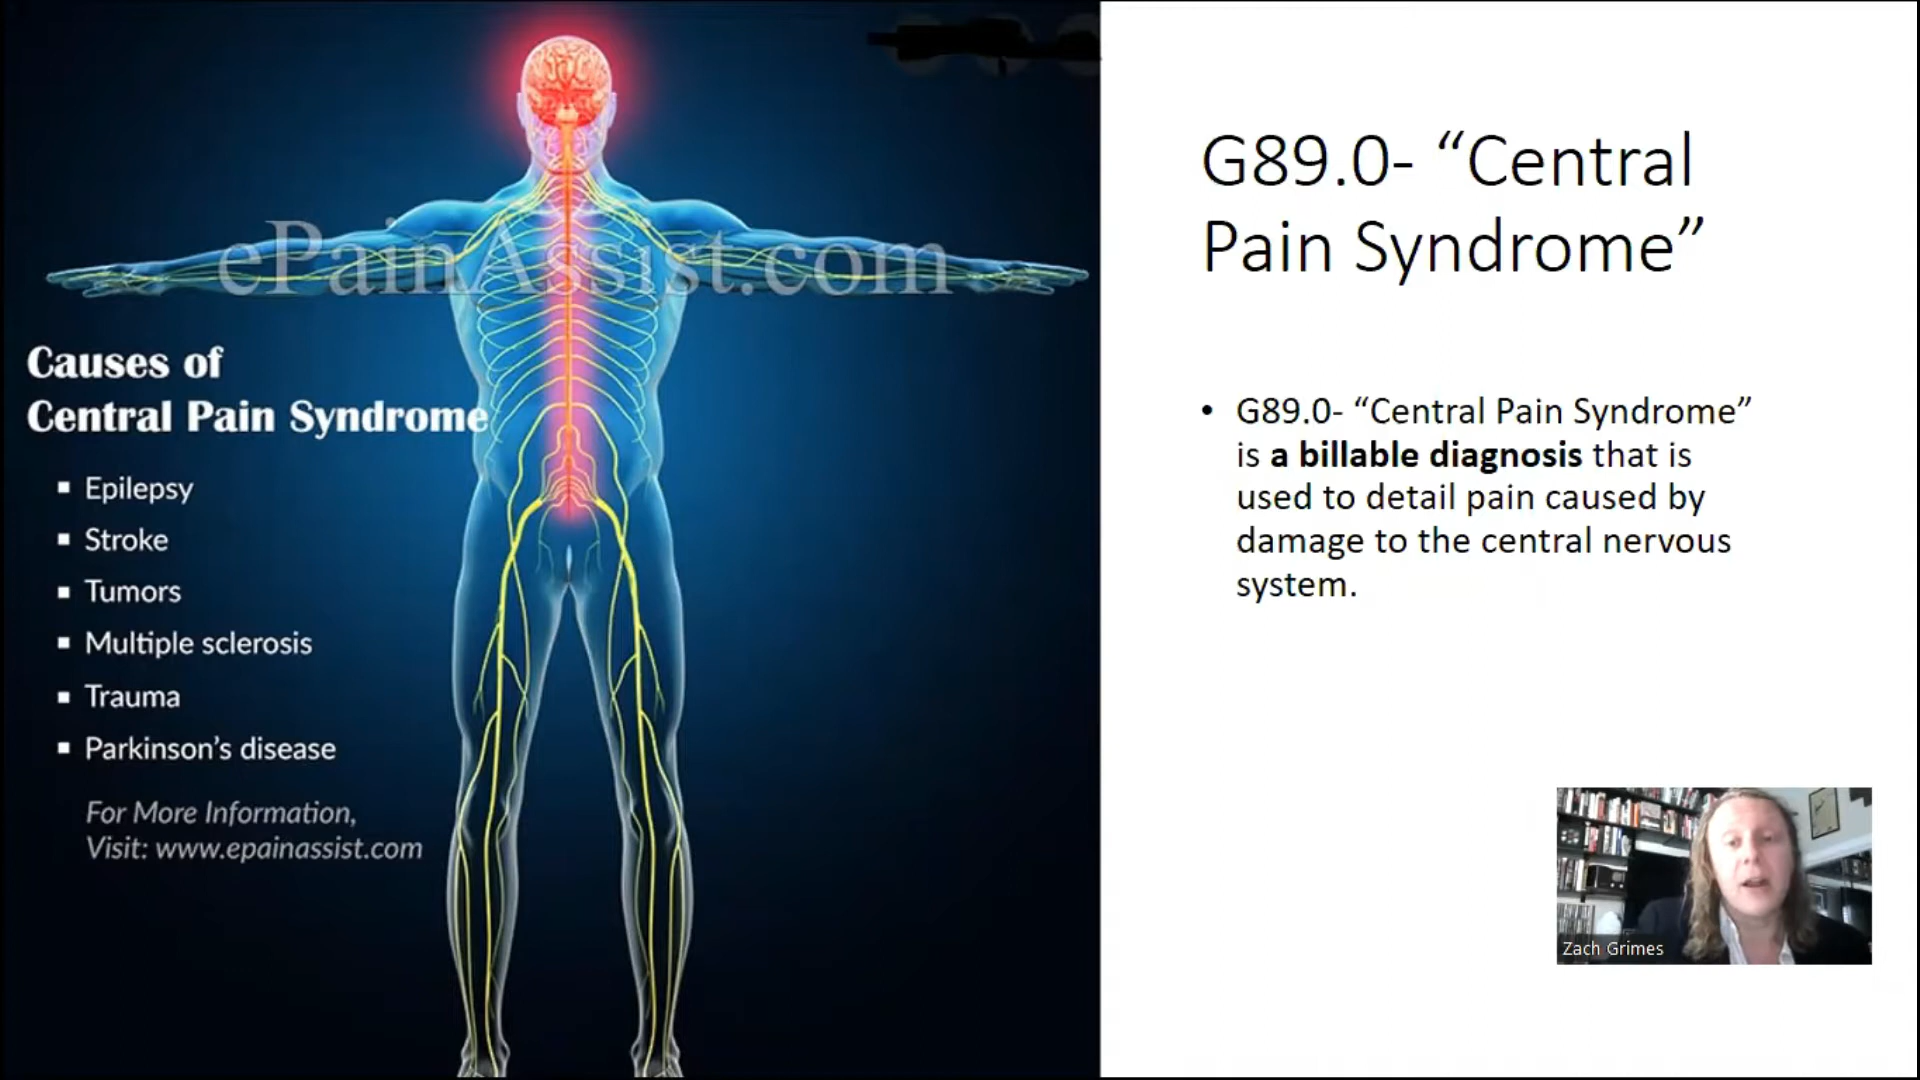 ePainAssist.com
Causes of
Central Pain Syndrome
▪ Epilepsy
▪ Stroke
▪ Tumors
▪ Multiple sclerosis
▪ Trauma
▪ Parkinson’s disease
For More Information,
Visit: www.epainassist.com
G89.0- “Central
Pain Syndrome”
• G89.0- “Central Pain Syndrome”
is a billable diagnosis that is
used to detail pain caused by
damage to the central nervous
system.
Zach Grimes